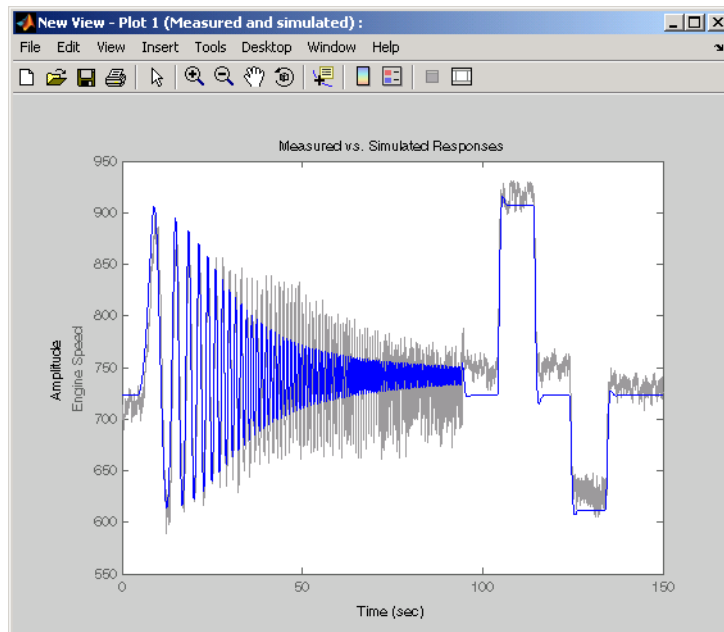 New View - Plot 1 (Measured and simulated) :
File Edit View Insert Tools Desktop Window Help
Measured vs. Simulated Responses
950
900
850
800
750
700
650
600
550
Amplitude
Engine Speed
0 50 100 150
Time (sec)